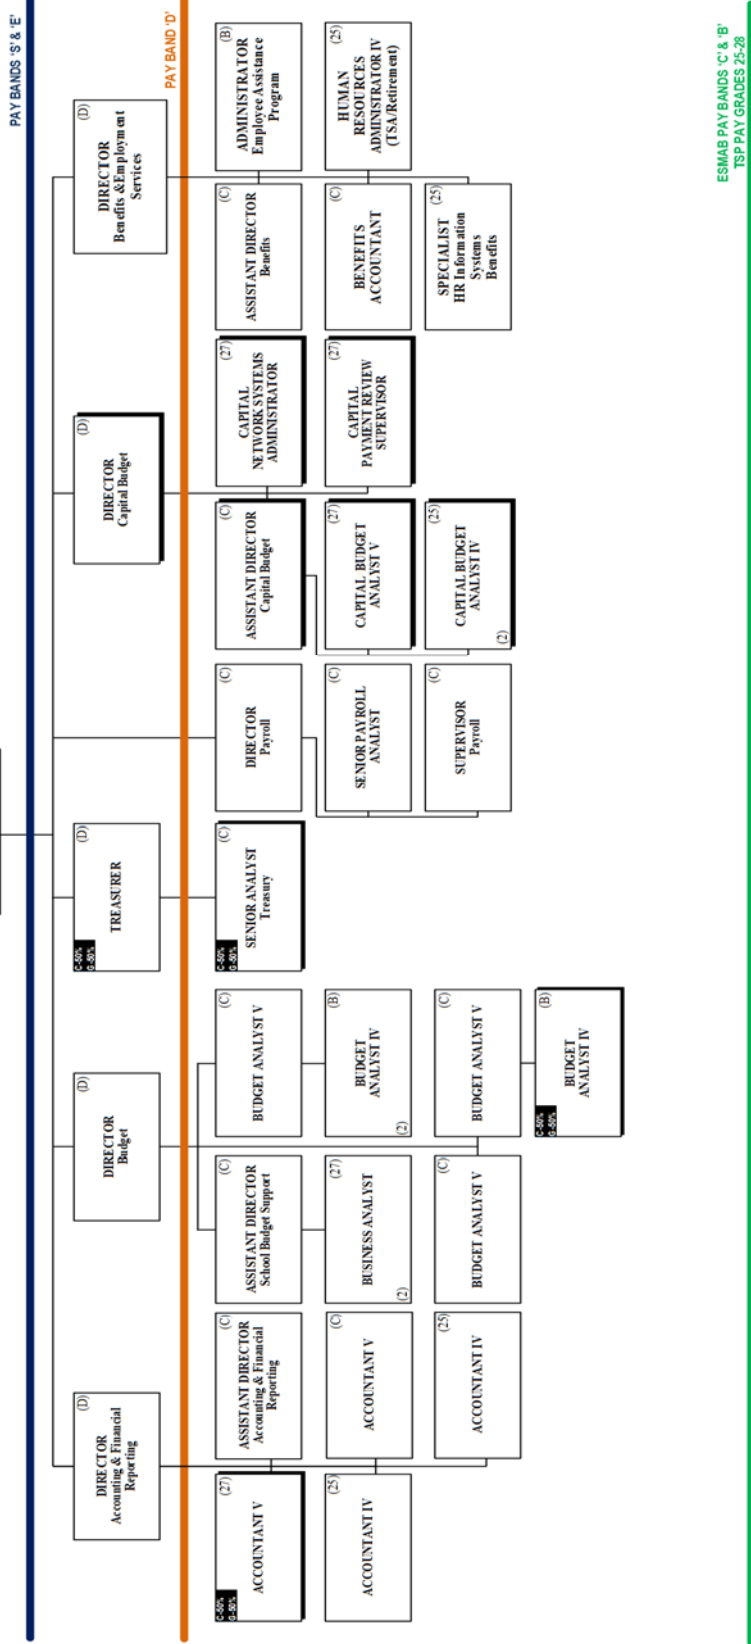 PAY BANDS ‘S’ & ‘E’
PAY BAND ‘D’
(D)
DIRECTOR
Accounting & Financial
Reporting
(D)
DIRECTOR
Budget
C-50%
G-50%
(D)
TREASURER
(D)
DIRECTOR
Capital Budget
(D)
DIRECTOR
Benefits & Employment
Services
C-50%
G-50%
(27)
ACCOUNTANT V
(C)
ASSISTANT DIRECTOR
Accounting & Financial
Reporting
(C)
ASSISTANT DIRECTOR
School Budget Support
(C)
BUDGET ANALYST V
C-50%
G-50%
(C)
SENIOR ANALYST
Treasury
(C)
DIRECTOR
Payroll
(C)
ASSISTANT DIRECTOR
Capital Budget
(27)
CAPITAL
NETWORK SYSTEMS
ADMINISTRATOR
(C)
ASSISTANT DIRECTOR
Benefits
(B)
ADMINISTRATOR
Employee Assistance
Program
(25)
ACCOUNTANT IV
(C)
ACCOUNTANT V
(27)
BUSINESS ANALYST
(2)
(B)
BUDGET
ANALYST IV
(2)
(C)
SENIOR PAYROLL
ANALYST
(27)
CAPITAL BUDGET
ANALYST V
(27)
CAPITAL
PAYMENT REVIEW
SUPERVISOR
(C)
BENEFITS
ACCOUNTANT
(25)
HUMAN
RESOURCES
ADMINISTRATOR IV
(TSA/Retirement)
(25)
ACCOUNTANT IV
(C)
BUDGET ANALYST V
(C)
BUDGET ANALYST V
(C)
SUPERVISOR
Payroll
(25)
CAPITAL BUDGET
ANALYST IV
(2)
(25)
SPECIALIST
HR Information
Systems
Benefits
C-50%
G-50%
(B)
BUDGET
ANALYST IV
ESMAB PAY BANDS ‘C’ & ‘B’
TSP PAY GRADES 25-28